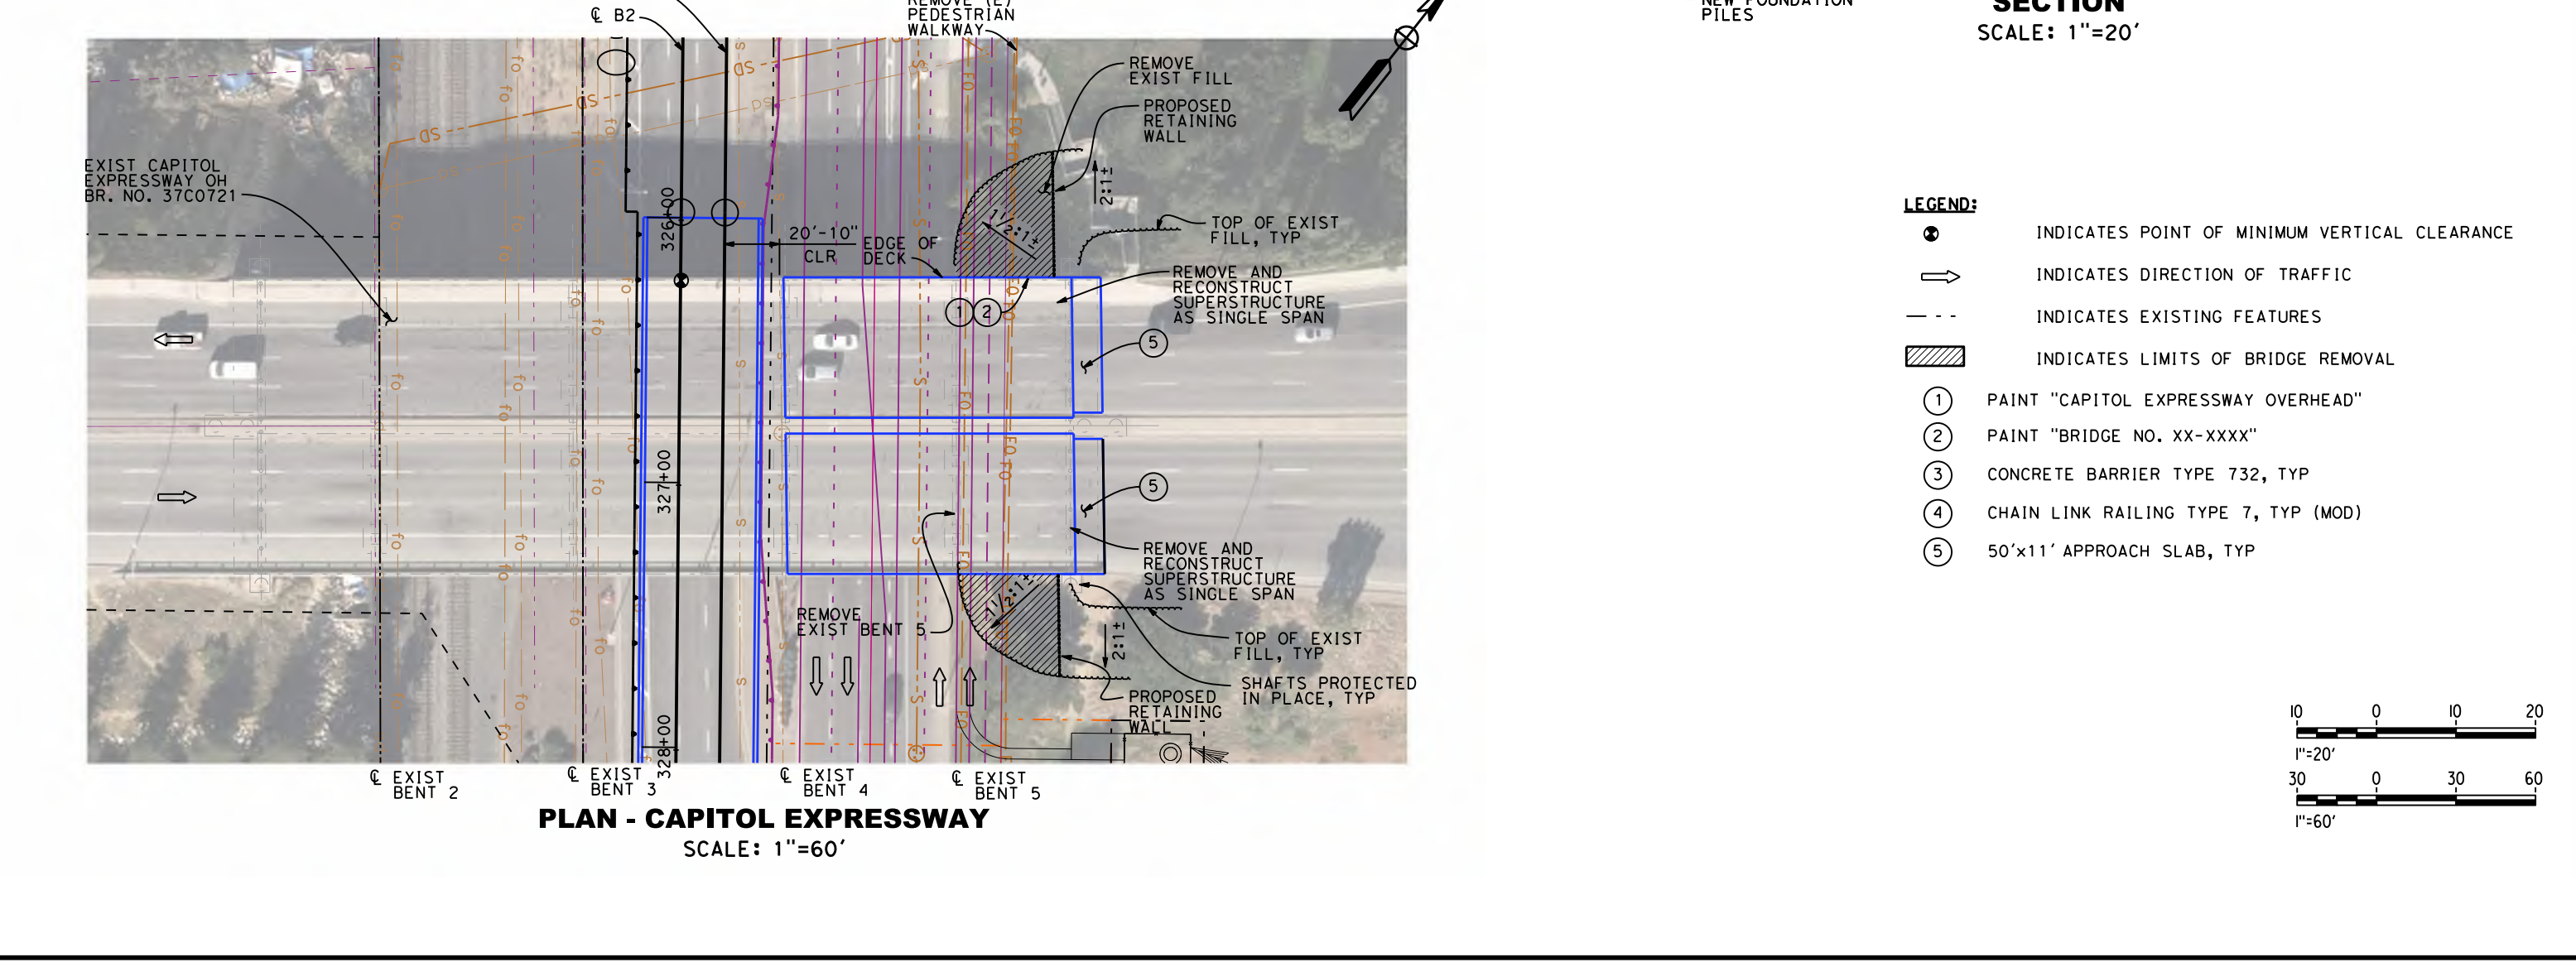 ℄ B2
REMOVE (E)
PEDESTRIAN
WALKWAY
NEW FOUNDATION
PILES
SECTION
SCALE: 1"=20'
REMOVE
EXIST FILL
PROPOSED
RETAINING
WALL
EXIST CAPITOL
EXPRESSWAY OH
BR. NO. 37C0721
SD
SD
SD
SD
2:1±
1½:1±
TOP OF EXIST
FILL, TYP
326+00
20'-10"
CLR
EDGE OF
DECK
REMOVE AND
RECONSTRUCT
SUPERSTRUCTURE
AS SINGLE SPAN
1
2
5
327+00
5
REMOVE AND
RECONSTRUCT
SUPERSTRUCTURE
AS SINGLE SPAN
REMOVE
EXIST BENT 5
1½:1±
2:1±
TOP OF EXIST
FILL, TYP
SHAFTS PROTECTED
IN PLACE, TYP
PROPOSED
RETAINING
WALL
328+00
℄ EXIST
BENT 2
℄ EXIST
BENT 3
℄ EXIST
BENT 4
℄ EXIST
BENT 5
PLAN - CAPITOL EXPRESSWAY
SCALE: 1"=60'
LEGEND:
INDICATES POINT OF MINIMUM VERTICAL CLEARANCE
INDICATES DIRECTION OF TRAFFIC
INDICATES EXISTING FEATURES
INDICATES LIMITS OF BRIDGE REMOVAL
1 PAINT "CAPITOL EXPRESSWAY OVERHEAD"
2 PAINT "BRIDGE NO. XX-XXXX"
3 CONCRETE BARRIER TYPE 732, TYP
4 CHAIN LINK RAILING TYPE 7, TYP (MOD)
5 50'x11' APPROACH SLAB, TYP
10 0 10 20
1"=20'
30 0 30 60
1"=60'